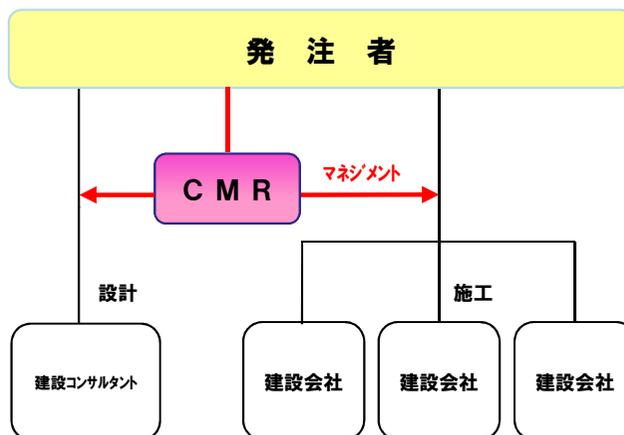 発 注 者
CMR
マネジメント
設計
施工
建設コンサルタント
建設会社
建設会社
建設会社